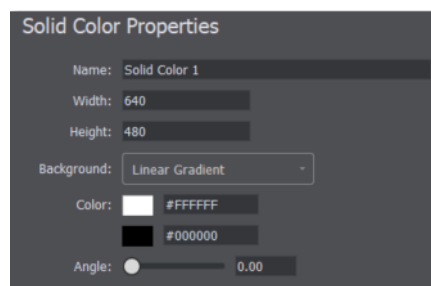 Solid Color Properties
Name: Solid Color 1
Width: 640
Height: 480
Background: Linear Gradient
Color: #FFFFFF
#000000
Angle: 0.00